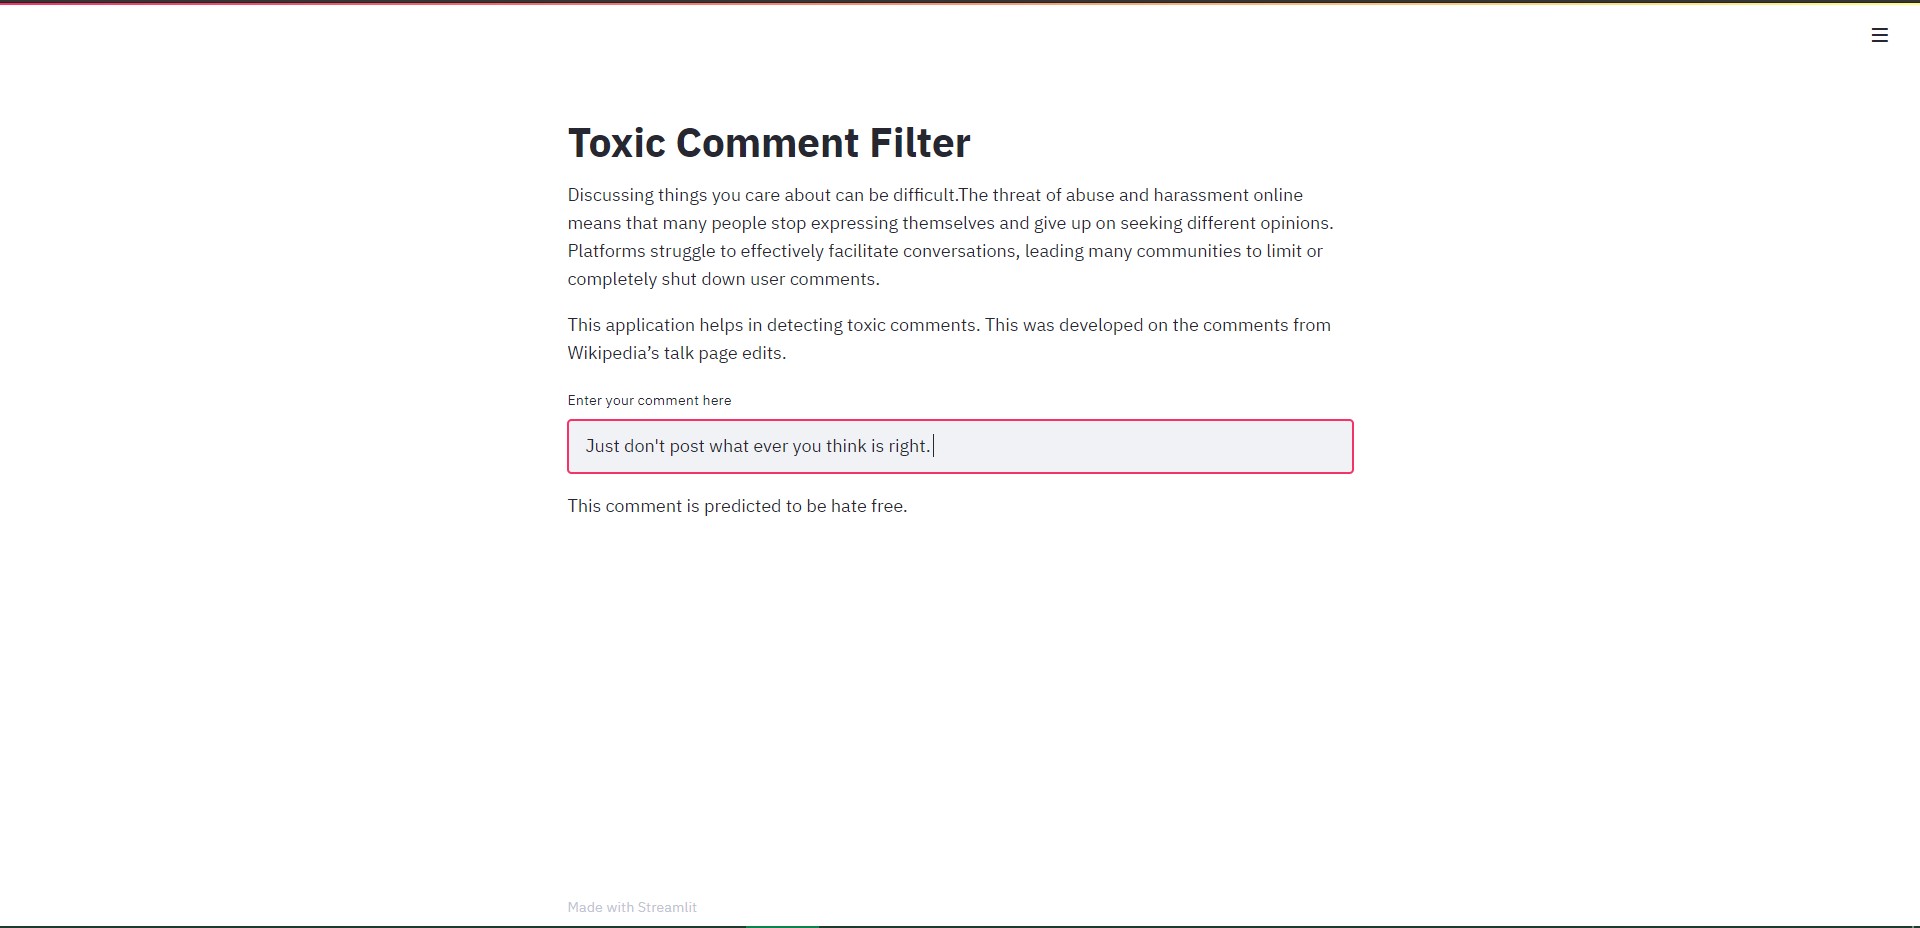 Toxic Comment Filter
Discussing things you care about can be difficult.The threat of abuse and harassment online
means that many people stop expressing themselves and give up on seeking different opinions.
Platforms struggle to effectively facilitate conversations, leading many communities to limit or
completely shut down user comments.
This application helps in detecting toxic comments. This was developed on the comments from
Wikipedia’s talk page edits.
Enter your comment here
Just don't post what ever you think is right.
This comment is predicted to be hate free.
Made with Streamlit